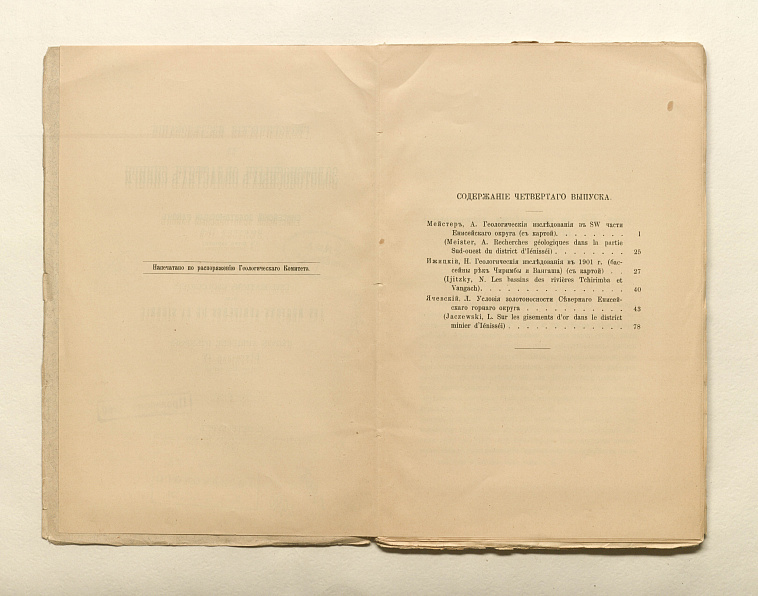 Напечатано по распоряженію Геологическаго Комитета
СОДЕРЖАНІЕ ЧЕТВЕРТАГО ВЫПУСКА.
Мейстеръ, А. Геологическія изслѣдованія въ SW части
Енисейскаго округа (съ картой). . . . . . . . 1
(Meister, A. Recherches géologiques dans la partie
Sud-ouest du district d'Iénisséi) . . . . . . . 25
Ижицкій, Н. Геологическія изслѣдованія въ 1901 г. (бас-
сейны рѣкъ Чиримбы и Вангаша) (съ картой) . . 27
(Ijitzky, N. Les bassins des rivières Tchirimba et
Vangach). . . . . . . . . . . . . . . . 40
Ячевскій, Л. Условія золотоносности Сѣвернаго Енисей-
скаго горнаго округа . . . . . . . . . . . 43
(Jaczewski, L. Sur les gisements d'or dans le district
minier d'Iénisséi) . . . . . . . . . . . . . 78